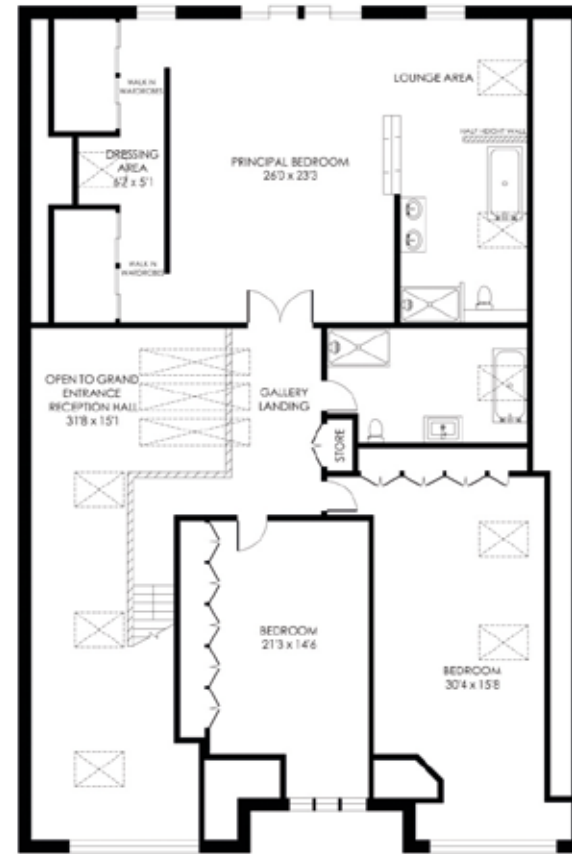 WALK IN
WARDROBES
LOUNGE AREA
HALF HEIGHT WALL
DRESSING
AREA
6'2 x 5'1
PRINCIPAL BEDROOM
26'0 x 23'3
WALK IN
WARDROBES
OPEN TO GRAND
ENTRANCE
RECEPTION HALL
31'8 x 15'1
GALLERY
LANDING
STORE
BEDROOM
21'3 x 14'6
BEDROOM
30'4 x 15'8